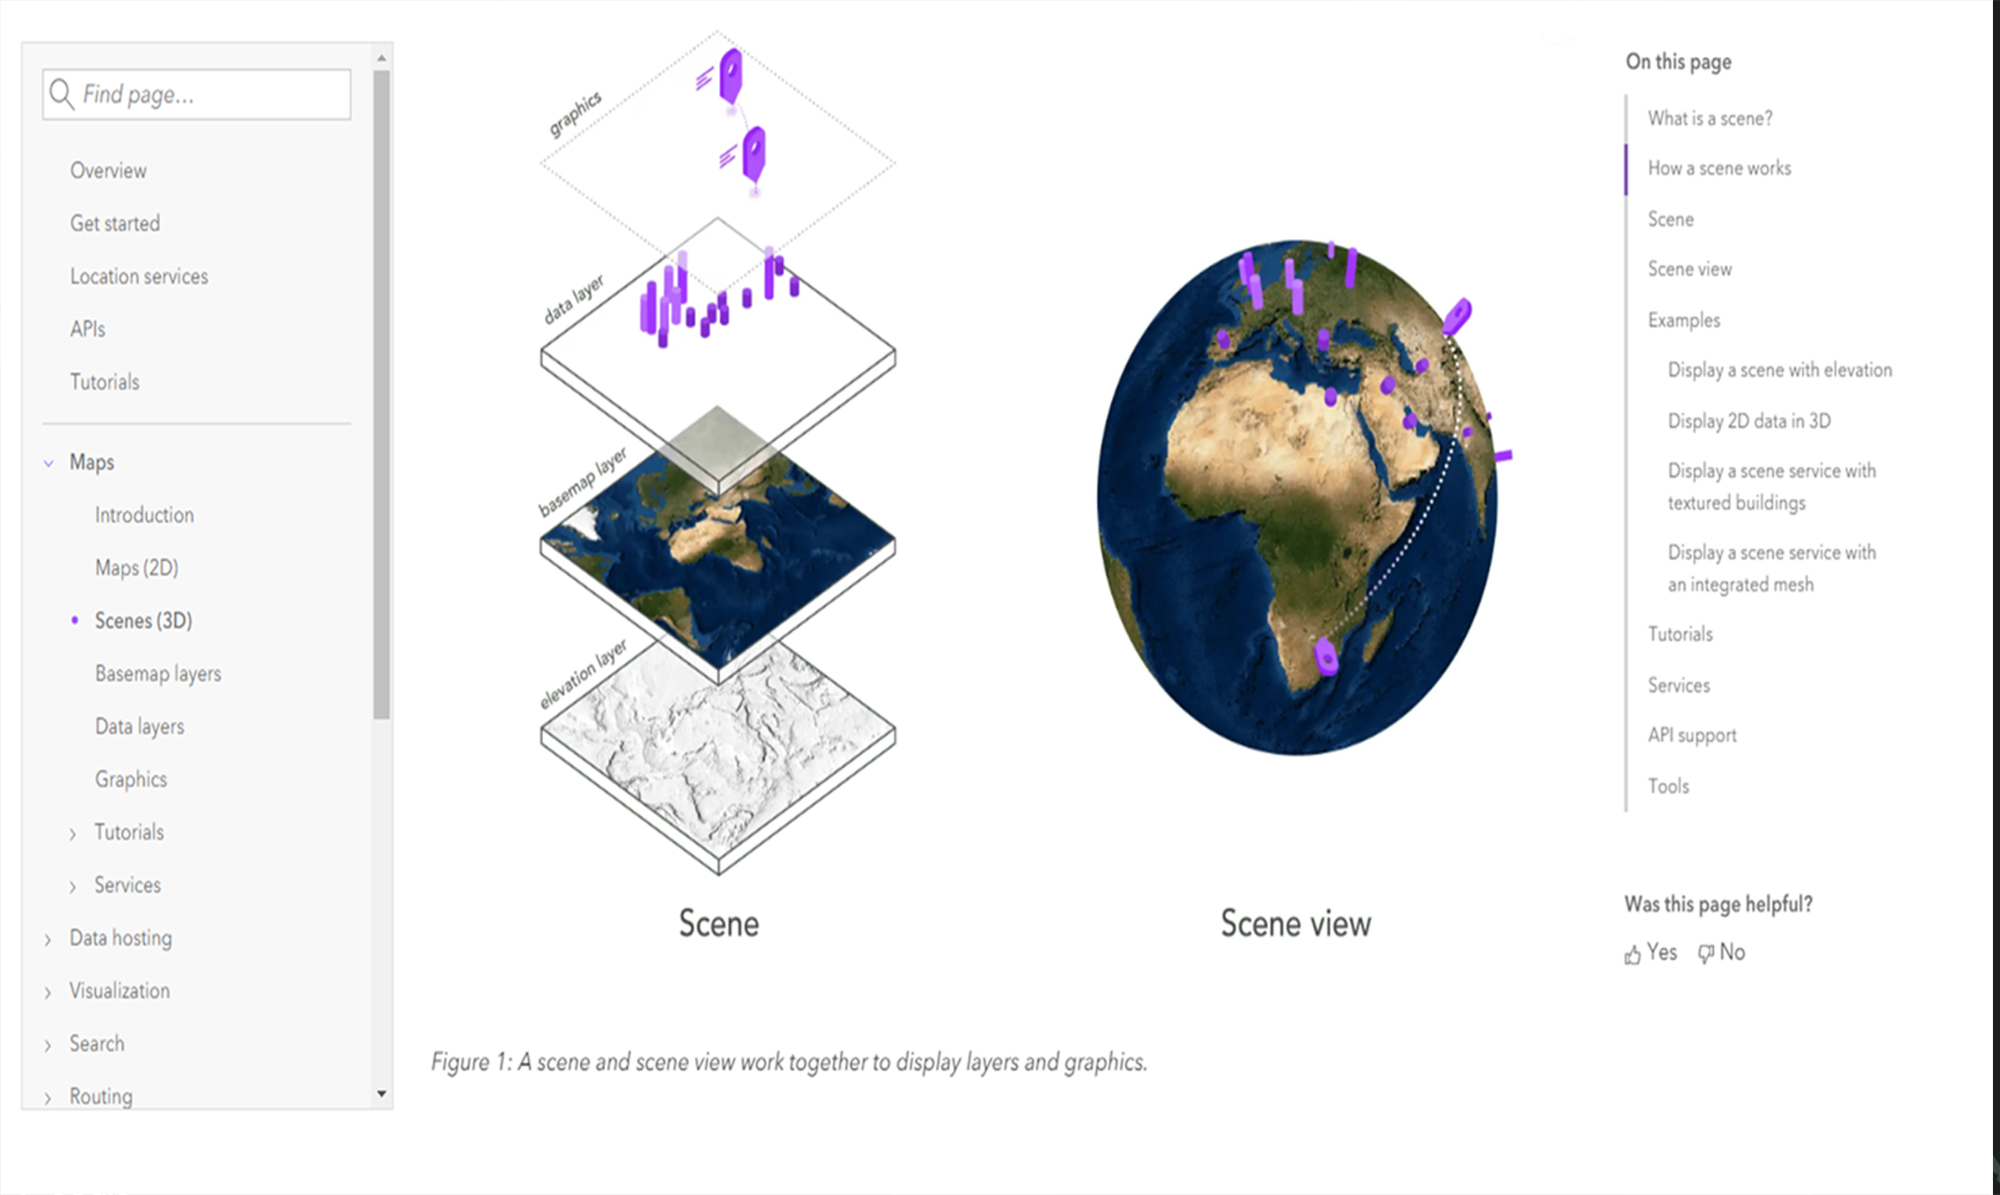 Find page...
Overview
Get started
Location services
APIs
Tutorials
Maps
Introduction
Maps (2D)
Scenes (3D)
Basemap layers
Data layers
Graphics
Tutorials
Services
Data hosting
Visualization
Search
Routing
graphics
data layer
basemap layer
elevation layer
Scene
Scene view
Figure 1: A scene and scene view work together to display layers and graphics.
On this page
What is a scene?
How a scene works
Scene
Scene view
Examples
Display a scene with elevation
Display 2D data in 3D
Display a scene service with
textured buildings
Display a scene service with
an integrated mesh
Tutorials
Services
API support
Tools
Was this page helpful?
Yes No